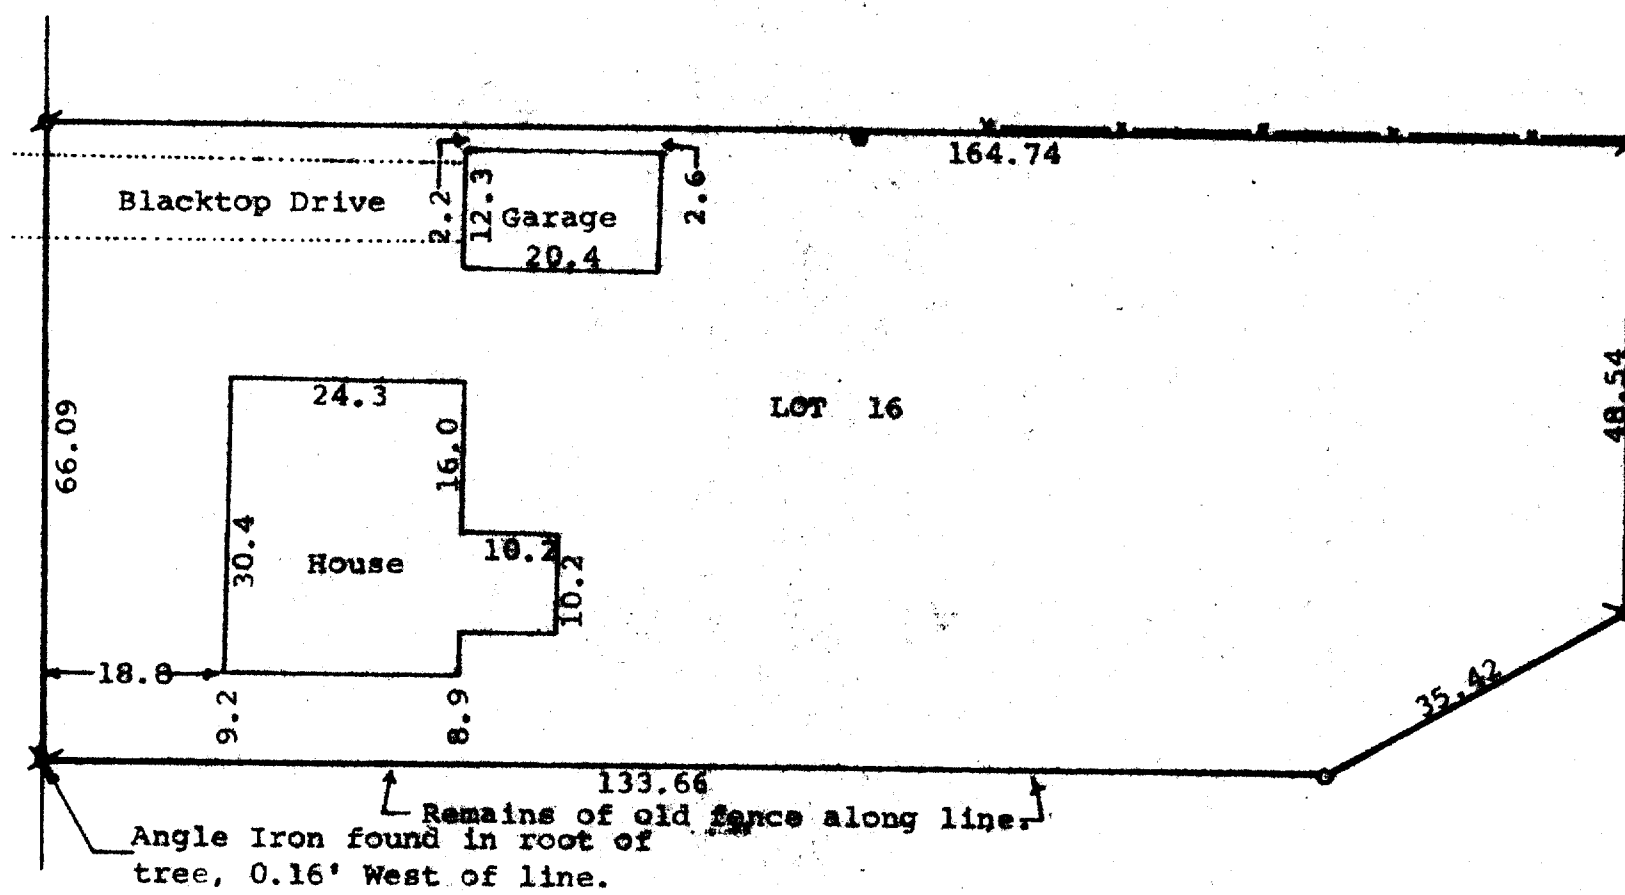 164.74
Blacktop Drive
2.2
12.3
Garage
20.4
2.6
24.3
LOT 16
48.54
66.09
16.0
30.4
House
10.2
10.2
18.8
9.2
8.9
35.42
133.66
Remains of old fence along line.
Angle Iron found in root of
tree, 0.16' West of line.